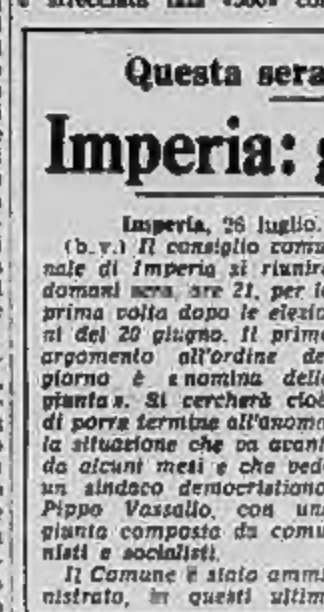 Questa sera
Imperia: g
Imperia, 26 luglio.
(b. v.) Il consiglio comu
nale di Imperia si riunirà
domani sera, ore 21, per la
prima volta dopo le elezio
ni del 20 giugno. Il primo
argomento all'ordine del
giorno è «nomina della
giunta». Si cercherà cioè
di porre termine all'anoma
la situazione che va avanti
da alcuni mesi e che vede
un sindaco democristiano,
Pippo Vassallo, con una
giunta composta da comu
nisti e socialisti.
Il Comune è stato ammi
nistrato, in questi ultim